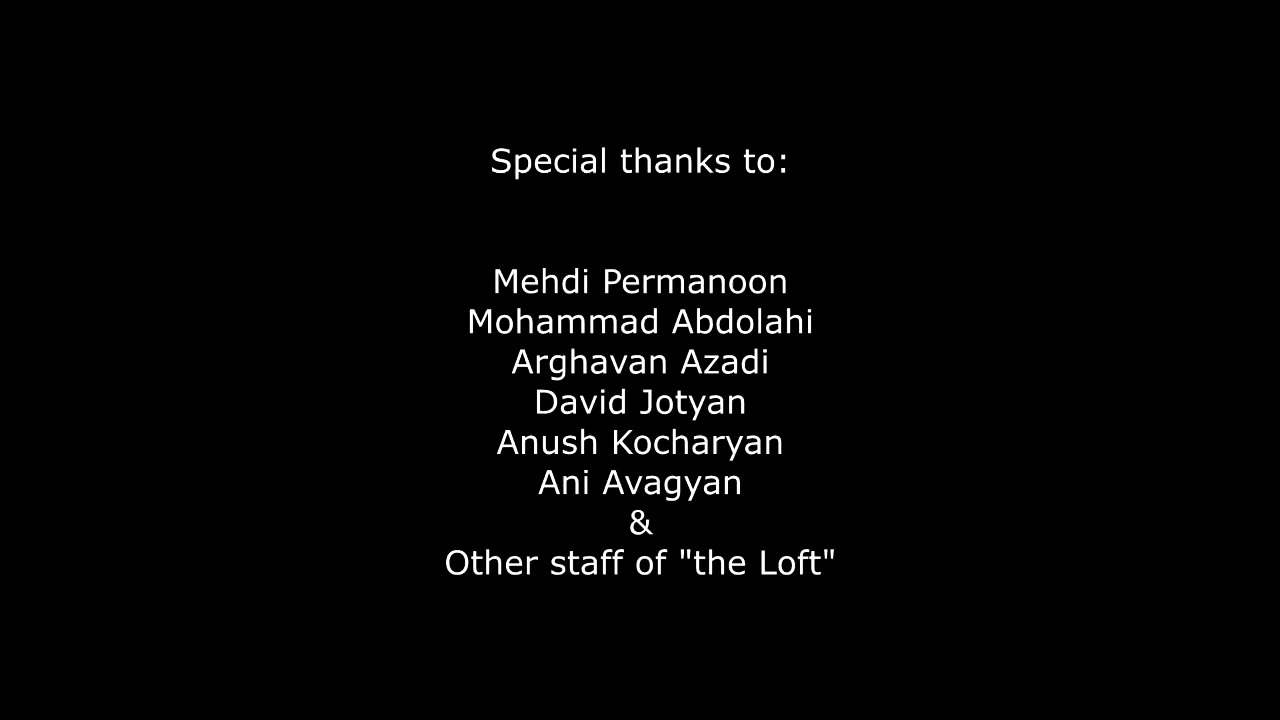 Special thanks to:
Mehdi Permanoon
Mohammad Abdolahi
Arghavan Azadi
David Jotyan
Anush Kocharyan
Ani Avagyan
&
Other staff of "the Loft"